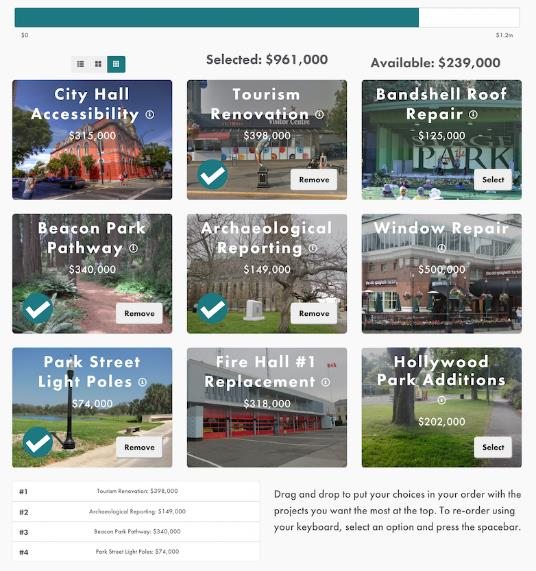 $0 $1.2m
Selected: $961,000 Available: $239,000
City Hall
Accessibility
$315,000
Tourism
Renovation
Visitor Centre
$398,000
Remove
Bandshell Roof
Repair
$125,000
PARK
Select
Beacon Park
Pathway
$340,000
Remove
Archaeological
Reporting
$149,000
Remove
Window Repair
$500,000
Park Street
Light Poles
$74,000
Remove
Fire Hall #1
Replacement
$318,000
Hollywood
Park Additions
$202,000
Select
#1 Tourism Renovation: $398,000
#2 Archaeological Reporting: $149,000
#3 Beacon Park Pathway: $340,000
#4 Park Street Light Poles: $74,000
Drag and drop to put your choices in your order with the
projects you want the most at the top. To re-order using
your keyboard, select an option and press the spacebar.